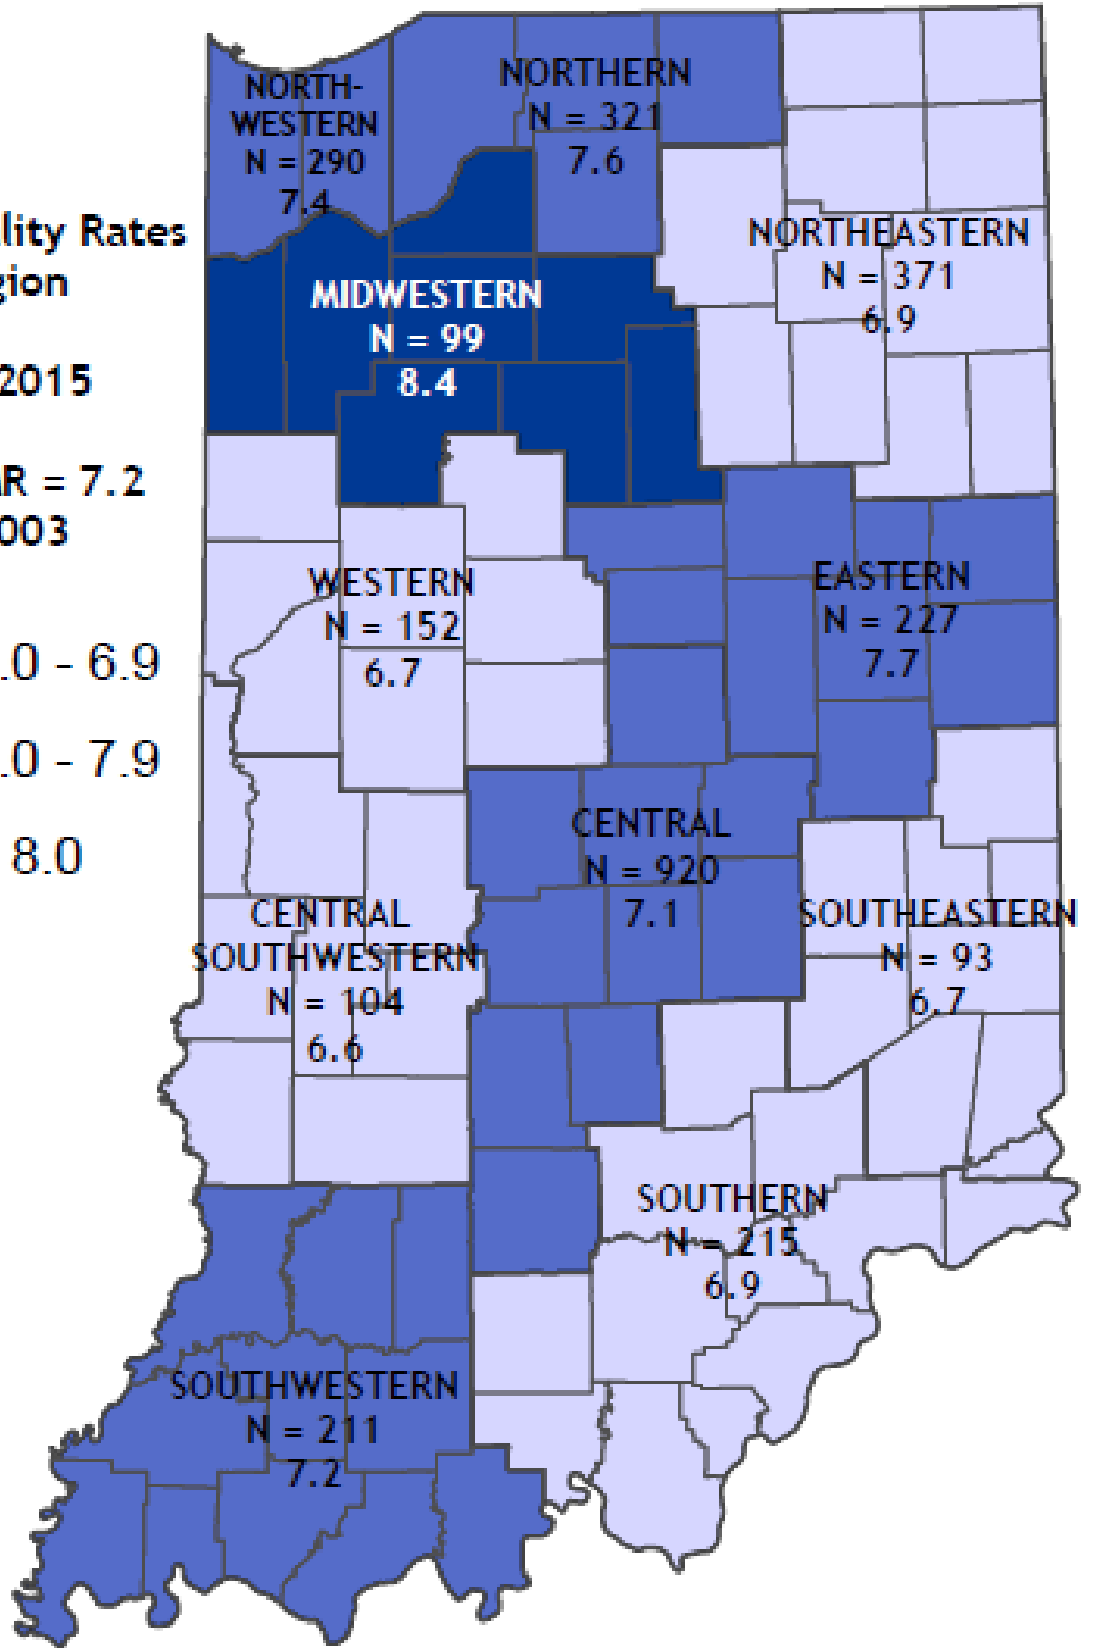 NORTH-
WESTERN
N = 290
7.4
NORTHERN
N = 321
7.6
lity Rates
gion
2015
R = 7.2
003
.0 - 6.9
.0 - 7.9
8.0
NORTHEASTERN
N = 371
6.9
MIDWESTERN
N = 99
8.4
WESTERN
N = 152
6.7
EASTERN
N = 227
7.7
CENTRAL
N = 920
7.1
CENTRAL
SOUTHWESTERN
N = 104
6.6
SOUTHEASTERN
N = 93
6.7
SOUTHERN
N = 215
6.9
SOUTHWESTERN
N = 211
7.2